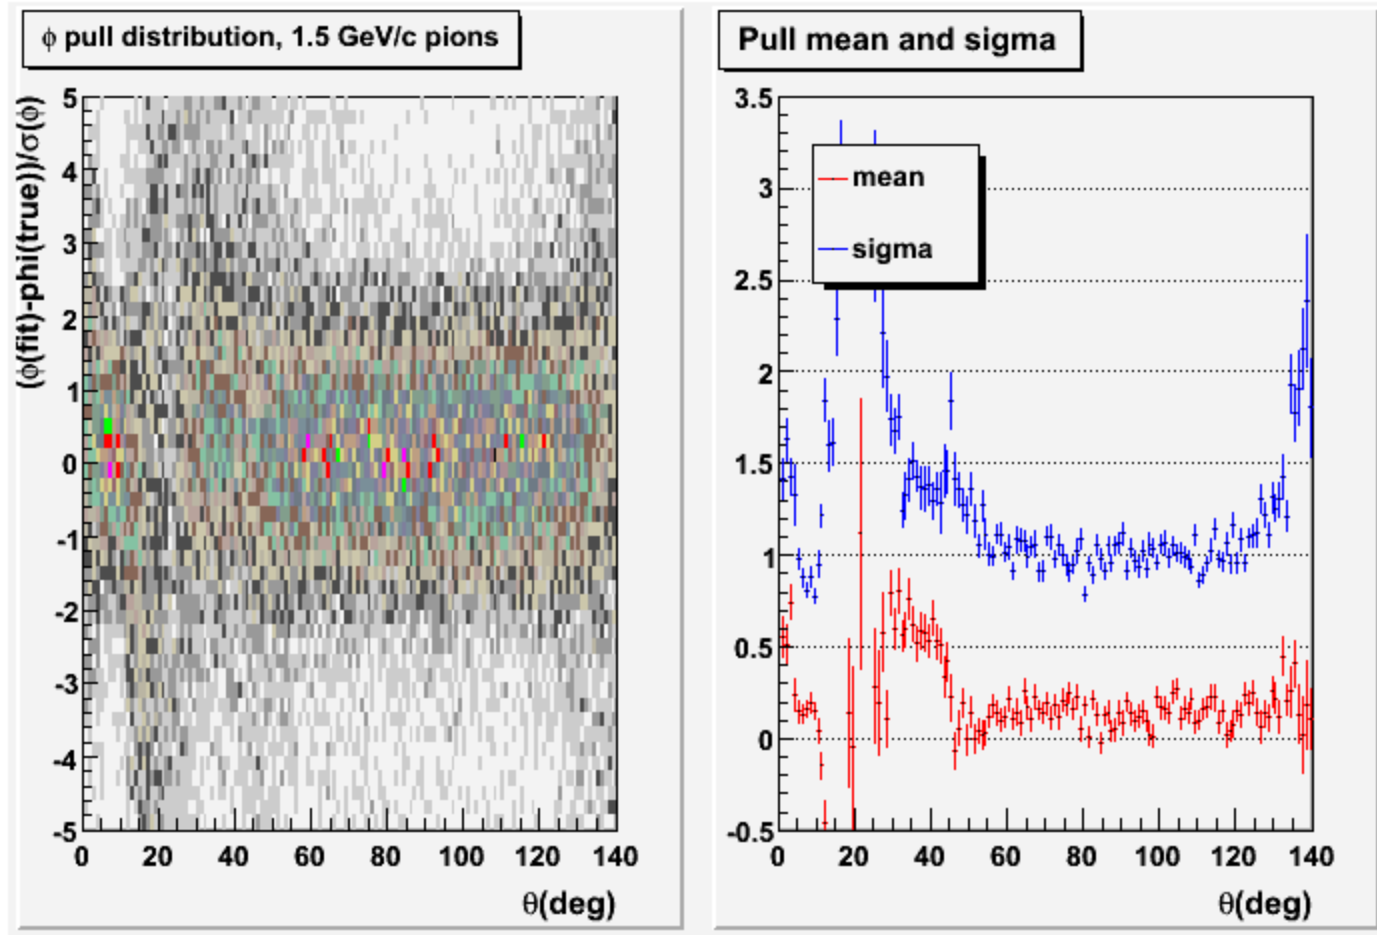 ϕ pull distribution, 1.5 GeV/c pions
(ϕ(fit)-phi(true))/σ(ϕ)
5
4
3
2
1
0
-1
-2
-3
-4
-5
0 20 40 60 80 100 120 140
θ(deg)
Pull mean and sigma
3.5
3
2.5
2
1.5
1
0.5
0
-0.5
mean
sigma
0 20 40 60 80 100 120 140
θ(deg)